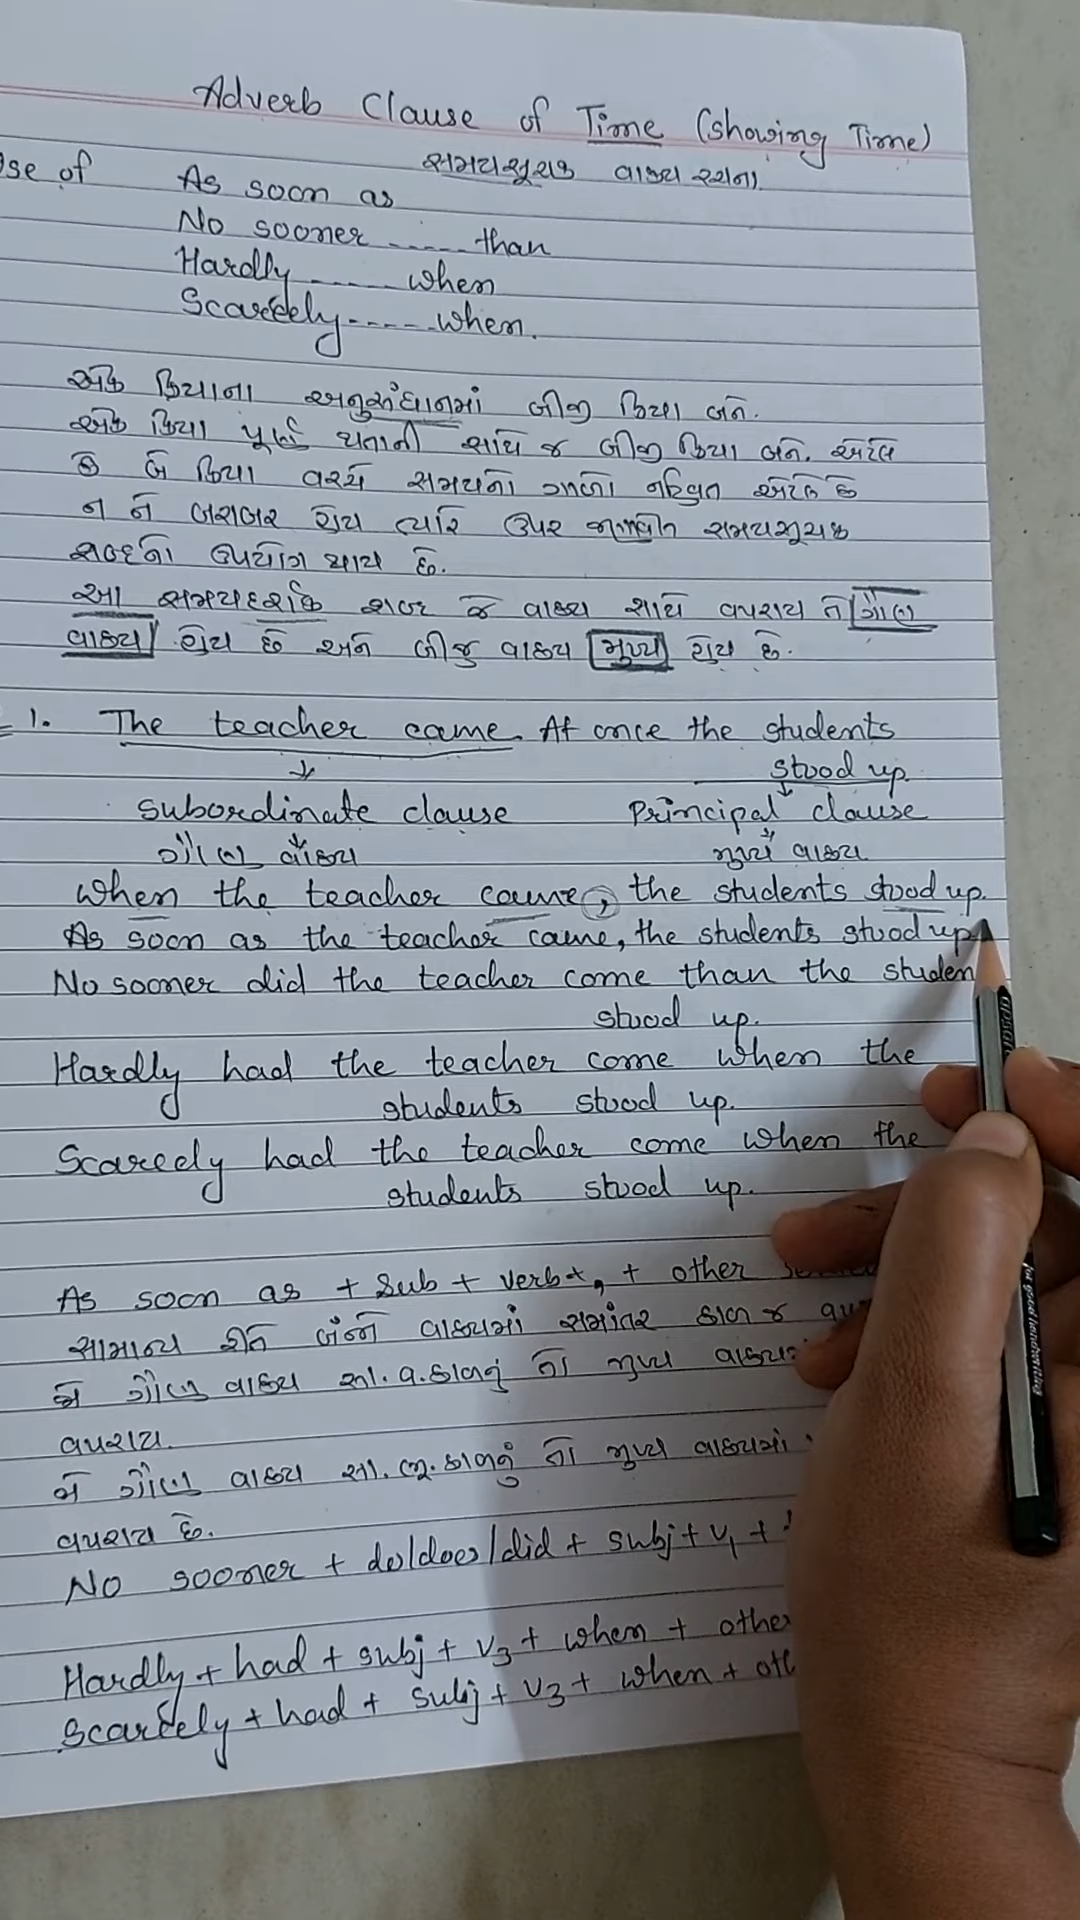 Adverb Clause of Time (showing Time)
સમયસૂચક વાક્ય રચના
se of As soon as
No sooner ----- than
Hardly ----- when
Scarcely ----- when.
એક ક્રિયાના અનુસંધાનમાં બીજી ક્રિયા બને.
એક ક્રિયા પૂર્ણ થતાની સાથે જ બીજી ક્રિયા બને. એટલે
કે બે ક્રિયા વચ્ચે સમયનો ગાળો નહિવત એટલે કે
ન ને બરાબર હોય ત્યારે ઉપર મુજબના સમયસૂચક
શબ્દનો ઉપયોગ થાય છે.
આ સમયદર્શક શબ્દ જે વાક્ય સાથે વપરાય તે ગૌણ
વાક્ય હોય છે અને બીજુ વાક્ય મુખ્ય હોય છે.
1. The teacher came. At once the students
stood up.
Subordinate clause Principal clause
ગૌણ વાક્ય મુખ્ય વાક્ય
When the teacher came, the students stood up.
As soon as the teacher came, the students stood up.
No sooner did the teacher come than the studen
stood up.
Hardly had the teacher come when the
students stood up.
Scarcely had the teacher come when the
students stood up.
As soon as + Sub + verb+, + other
સામાન્ય રીતે બંને વાક્યમાં સમાંતર કાળ જ
જો ગૌણ વાક્ય સા.વ.કાળનું તો મુખ્ય
વપરાય.
જો ગૌણ વાક્ય સા.ભૂ.કાળનું તો મુખ્ય વાક્યમાં
વપરાય છે.
No sooner + do/does/did + subj + v1 +
Hardly + had + subj + v3 + when + othe
Scarcely + had + subj + v3 + when + oth
apsara
for good handwriting